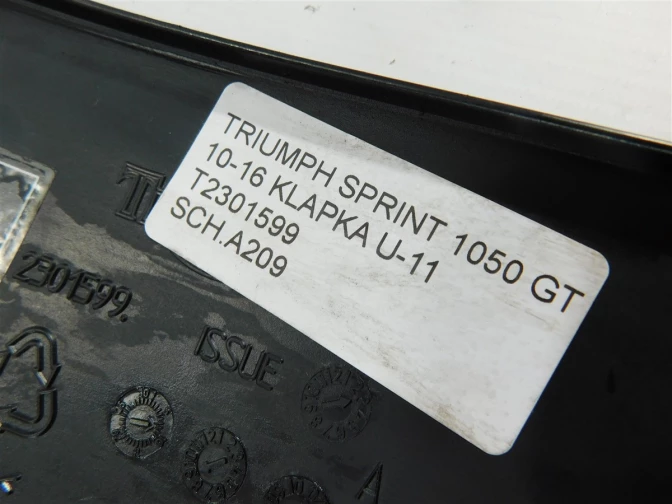 TRIUMPH SPRINT 1050 GT
10-16 KLAPKA U-11
T2301599
SCH.A209
2301599.
ISSUE
A